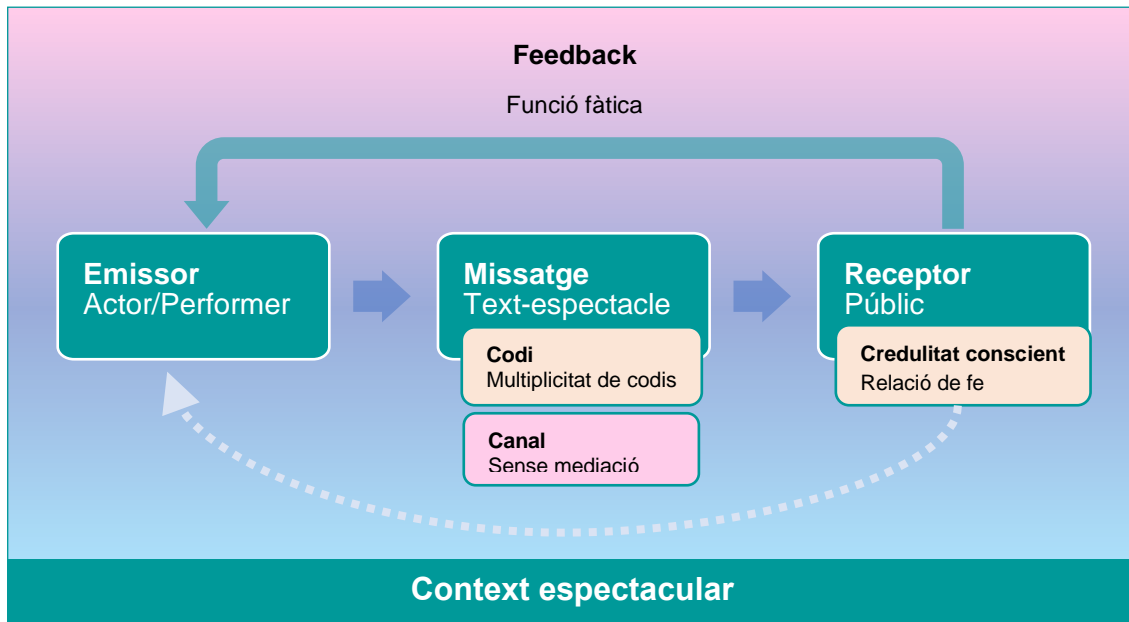 Feedback
Funció fàtica
Emissor
Actor/Performer
Missatge
Text-espectacle
Codi
Multiplicitat de codis
Canal
Sense mediació
Receptor
Públic
Credulitat conscient
Relació de fe
Context espectacular